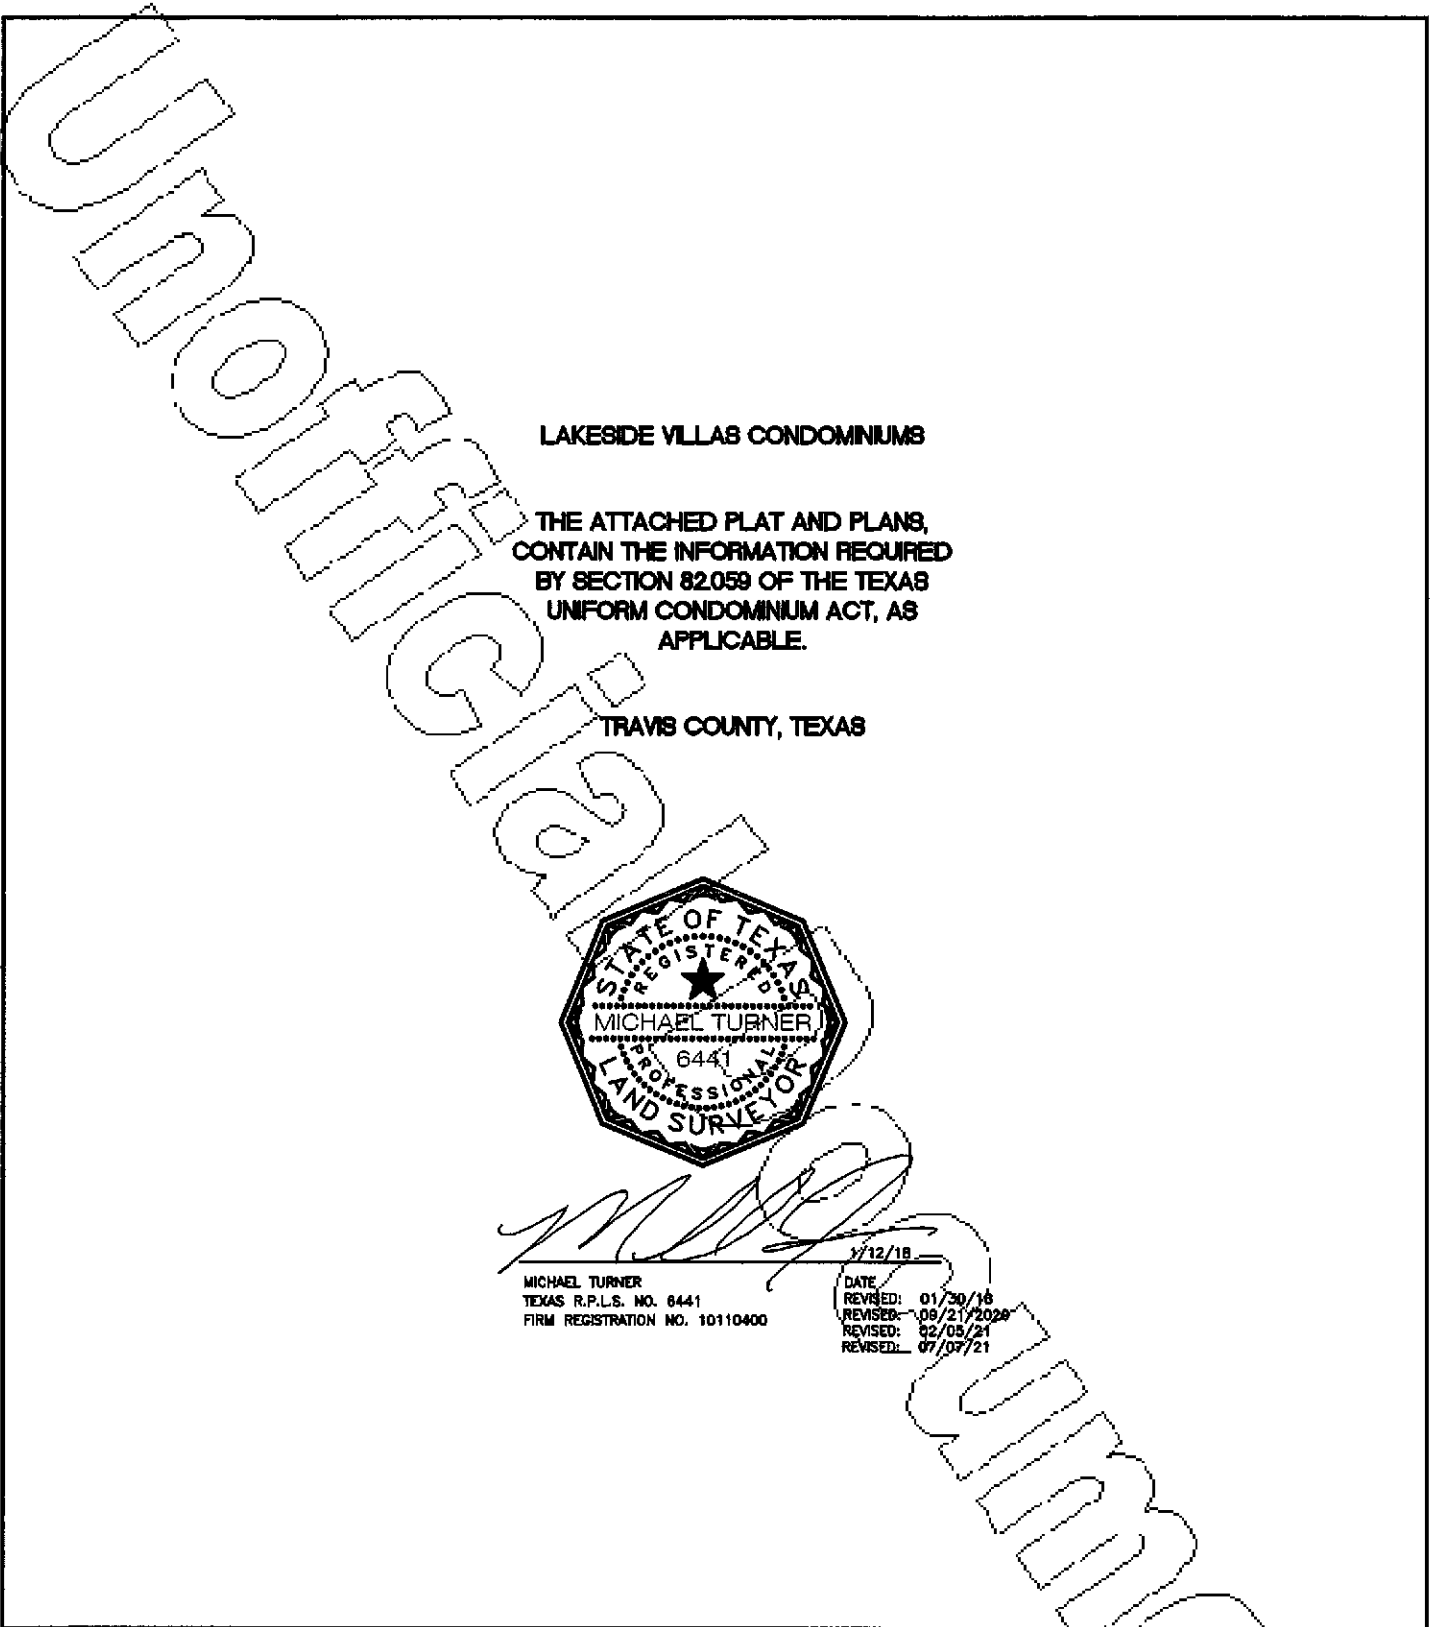 LAKESIDE VILLAS CONDOMINIUMS
THE ATTACHED PLAT AND PLANS,
CONTAIN THE INFORMATION REQUIRED
BY SECTION 82.059 OF THE TEXAS
UNIFORM CONDOMINIUM ACT, AS
APPLICABLE.
TRAVIS COUNTY, TEXAS
STATE OF TEXAS
REGISTERED
MICHAEL TURNER
6441
PROFESSIONAL
LAND SURVEYOR
1/12/18
MICHAEL TURNER
TEXAS R.P.L.S. NO. 6441
FIRM REGISTRATION NO. 10110400
DATE
REVISED: 01/30/18
REVISED: 09/21/2020
REVISED: 02/05/21
REVISED: 07/07/21
Unofficial Docum